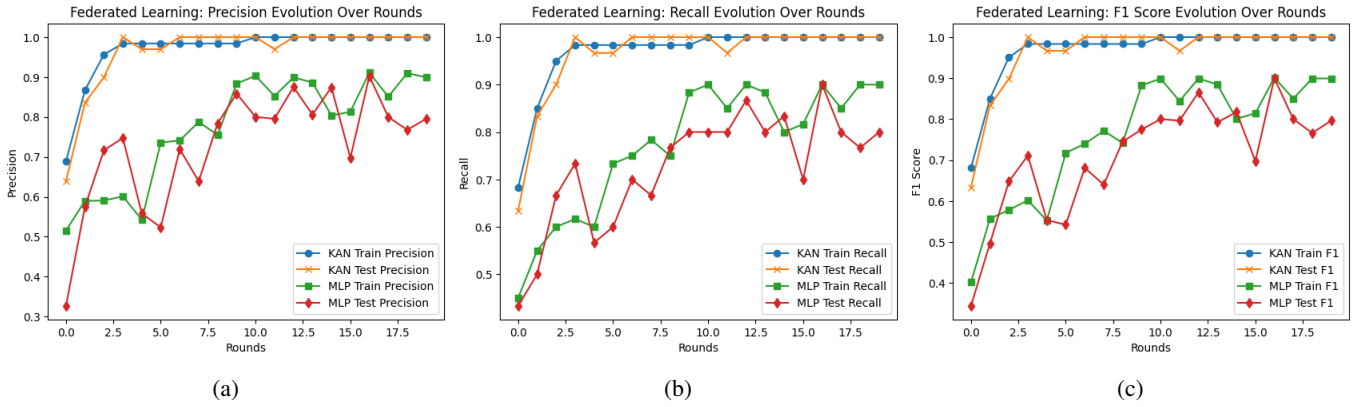 Federated Learning: Precision Evolution Over Rounds
1.0
0.9
0.8
0.7
0.6
0.5
0.4
0.3
Precision
KAN Train Precision
KAN Test Precision
MLP Train Precision
MLP Test Precision
0.0 2.5 5.0 7.5 10.0 12.5 15.0 17.5
Rounds
(a)
Federated Learning: Recall Evolution Over Rounds
1.0
0.9
0.8
0.7
0.6
0.5
Recall
KAN Train Recall
KAN Test Recall
MLP Train Recall
MLP Test Recall
0.0 2.5 5.0 7.5 10.0 12.5 15.0 17.5
Rounds
(b)
Federated Learning: F1 Score Evolution Over Rounds
1.0
0.9
0.8
0.7
0.6
0.5
0.4
F1 Score
KAN Train F1
KAN Test F1
MLP Train F1
MLP Test F1
0.0 2.5 5.0 7.5 10.0 12.5 15.0 17.5
Rounds
(c)